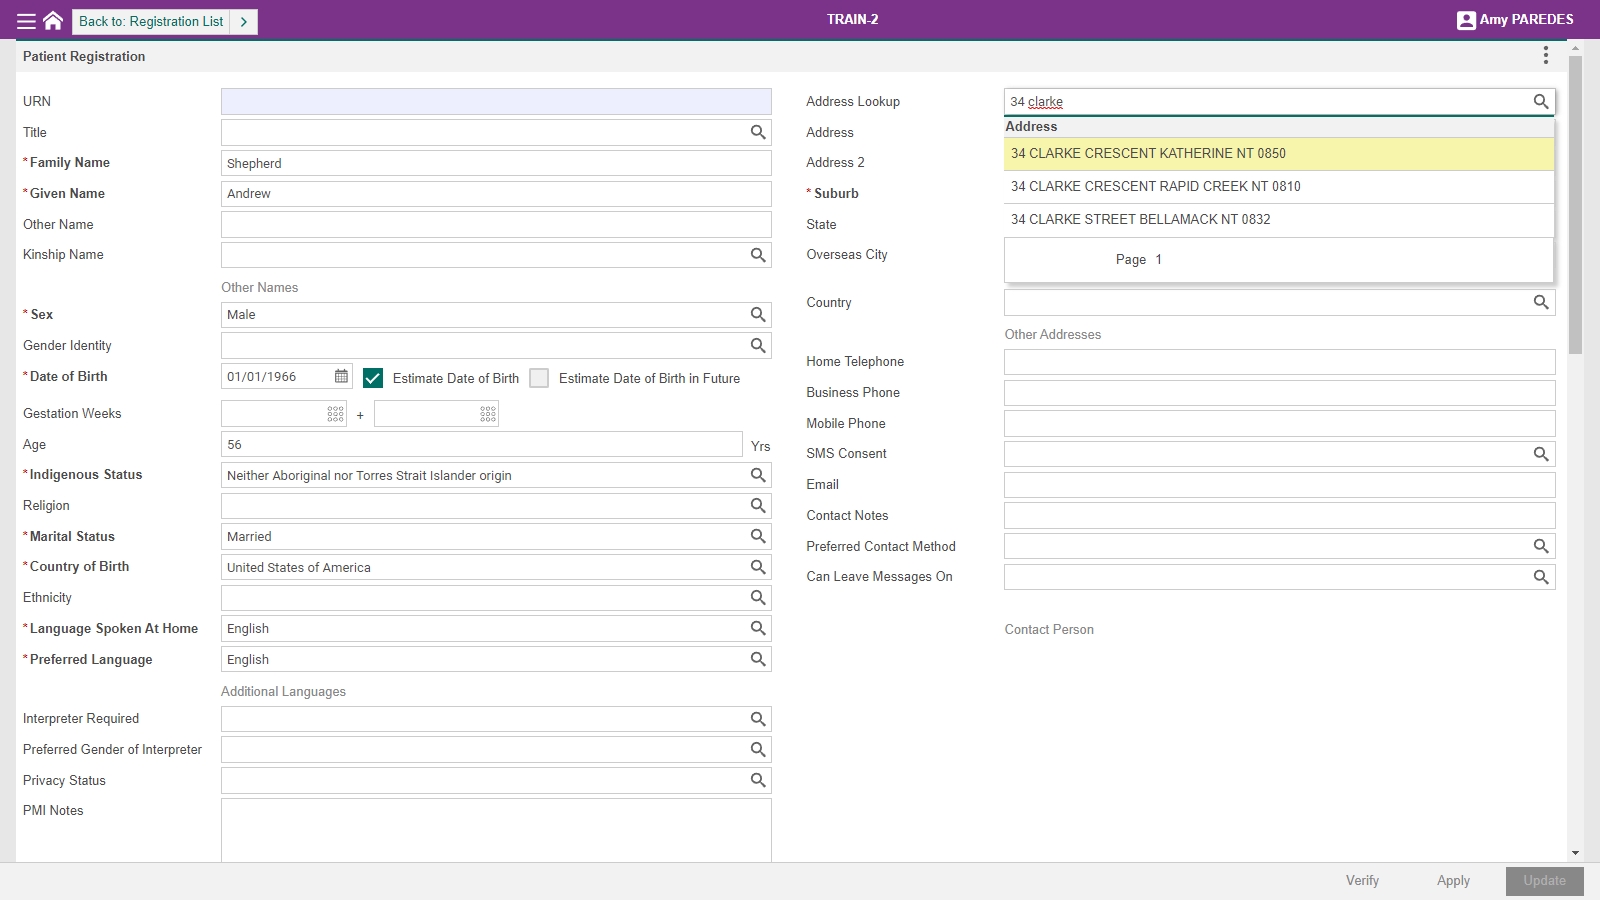 Back to: Registration List >
TRAIN-2
Amy PAREDES
Patient Registration
URN
Title
*Family Name Shepherd
*Given Name Andrew
Other Name
Kinship Name
Other Names
*Sex Male
Gender Identity
*Date of Birth 01/01/1966 Estimate Date of Birth Estimate Date of Birth in Future
Gestation Weeks +
Age 56 Yrs
*Indigenous Status Neither Aboriginal nor Torres Strait Islander origin
Religion
*Marital Status Married
*Country of Birth United States of America
Ethnicity
*Language Spoken At Home English
*Preferred Language English
Additional Languages
Interpreter Required
Preferred Gender of Interpreter
Privacy Status
PMI Notes
Address Lookup 34 clarke
Address
Address
34 CLARKE CRESCENT KATHERINE NT 0850
34 CLARKE CRESCENT RAPID CREEK NT 0810
34 CLARKE STREET BELLAMACK NT 0832
Page 1
Address 2
*Suburb
State
Overseas City
Country
Other Addresses
Home Telephone
Business Phone
Mobile Phone
SMS Consent
Email
Contact Notes
Preferred Contact Method
Can Leave Messages On
Contact Person
Verify
Apply
Update